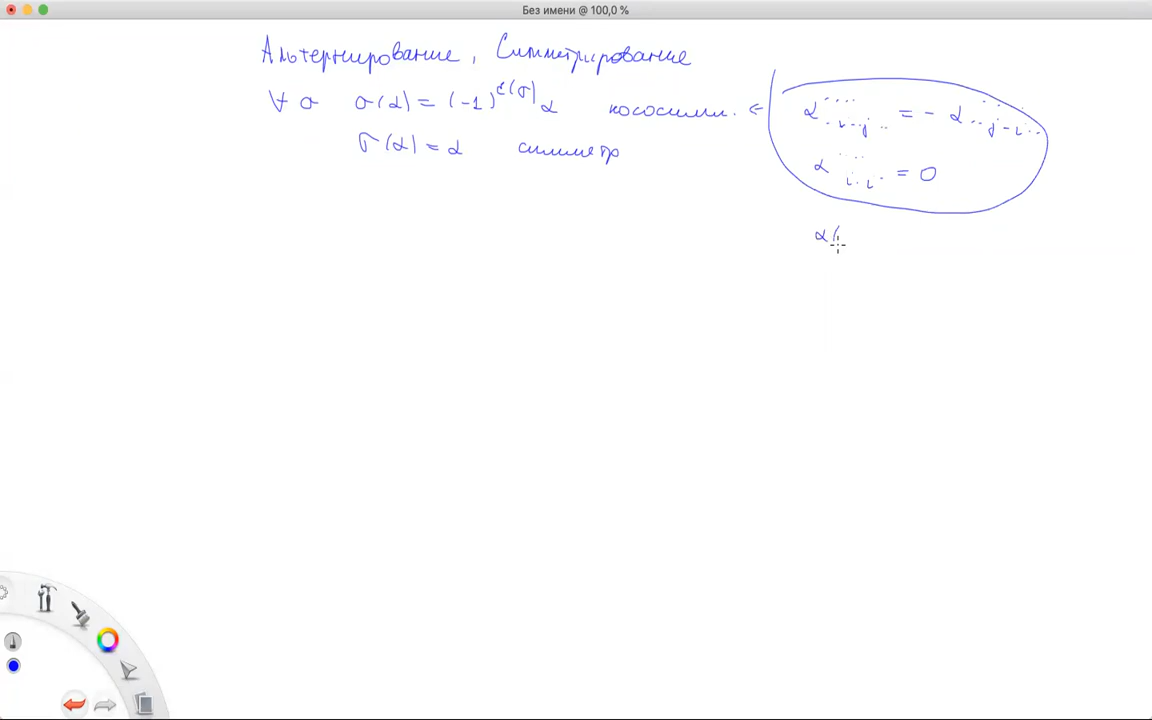 Без имени @ 100,0 %
Альтернирование, Симметрирование
∀ σ σ(α) = (-1)^ε(σ) α кососимм. ⇐
σ(α) = α симметр
α ..i..j.. = - α ..j..i..
α ..i..i.. = 0
α(